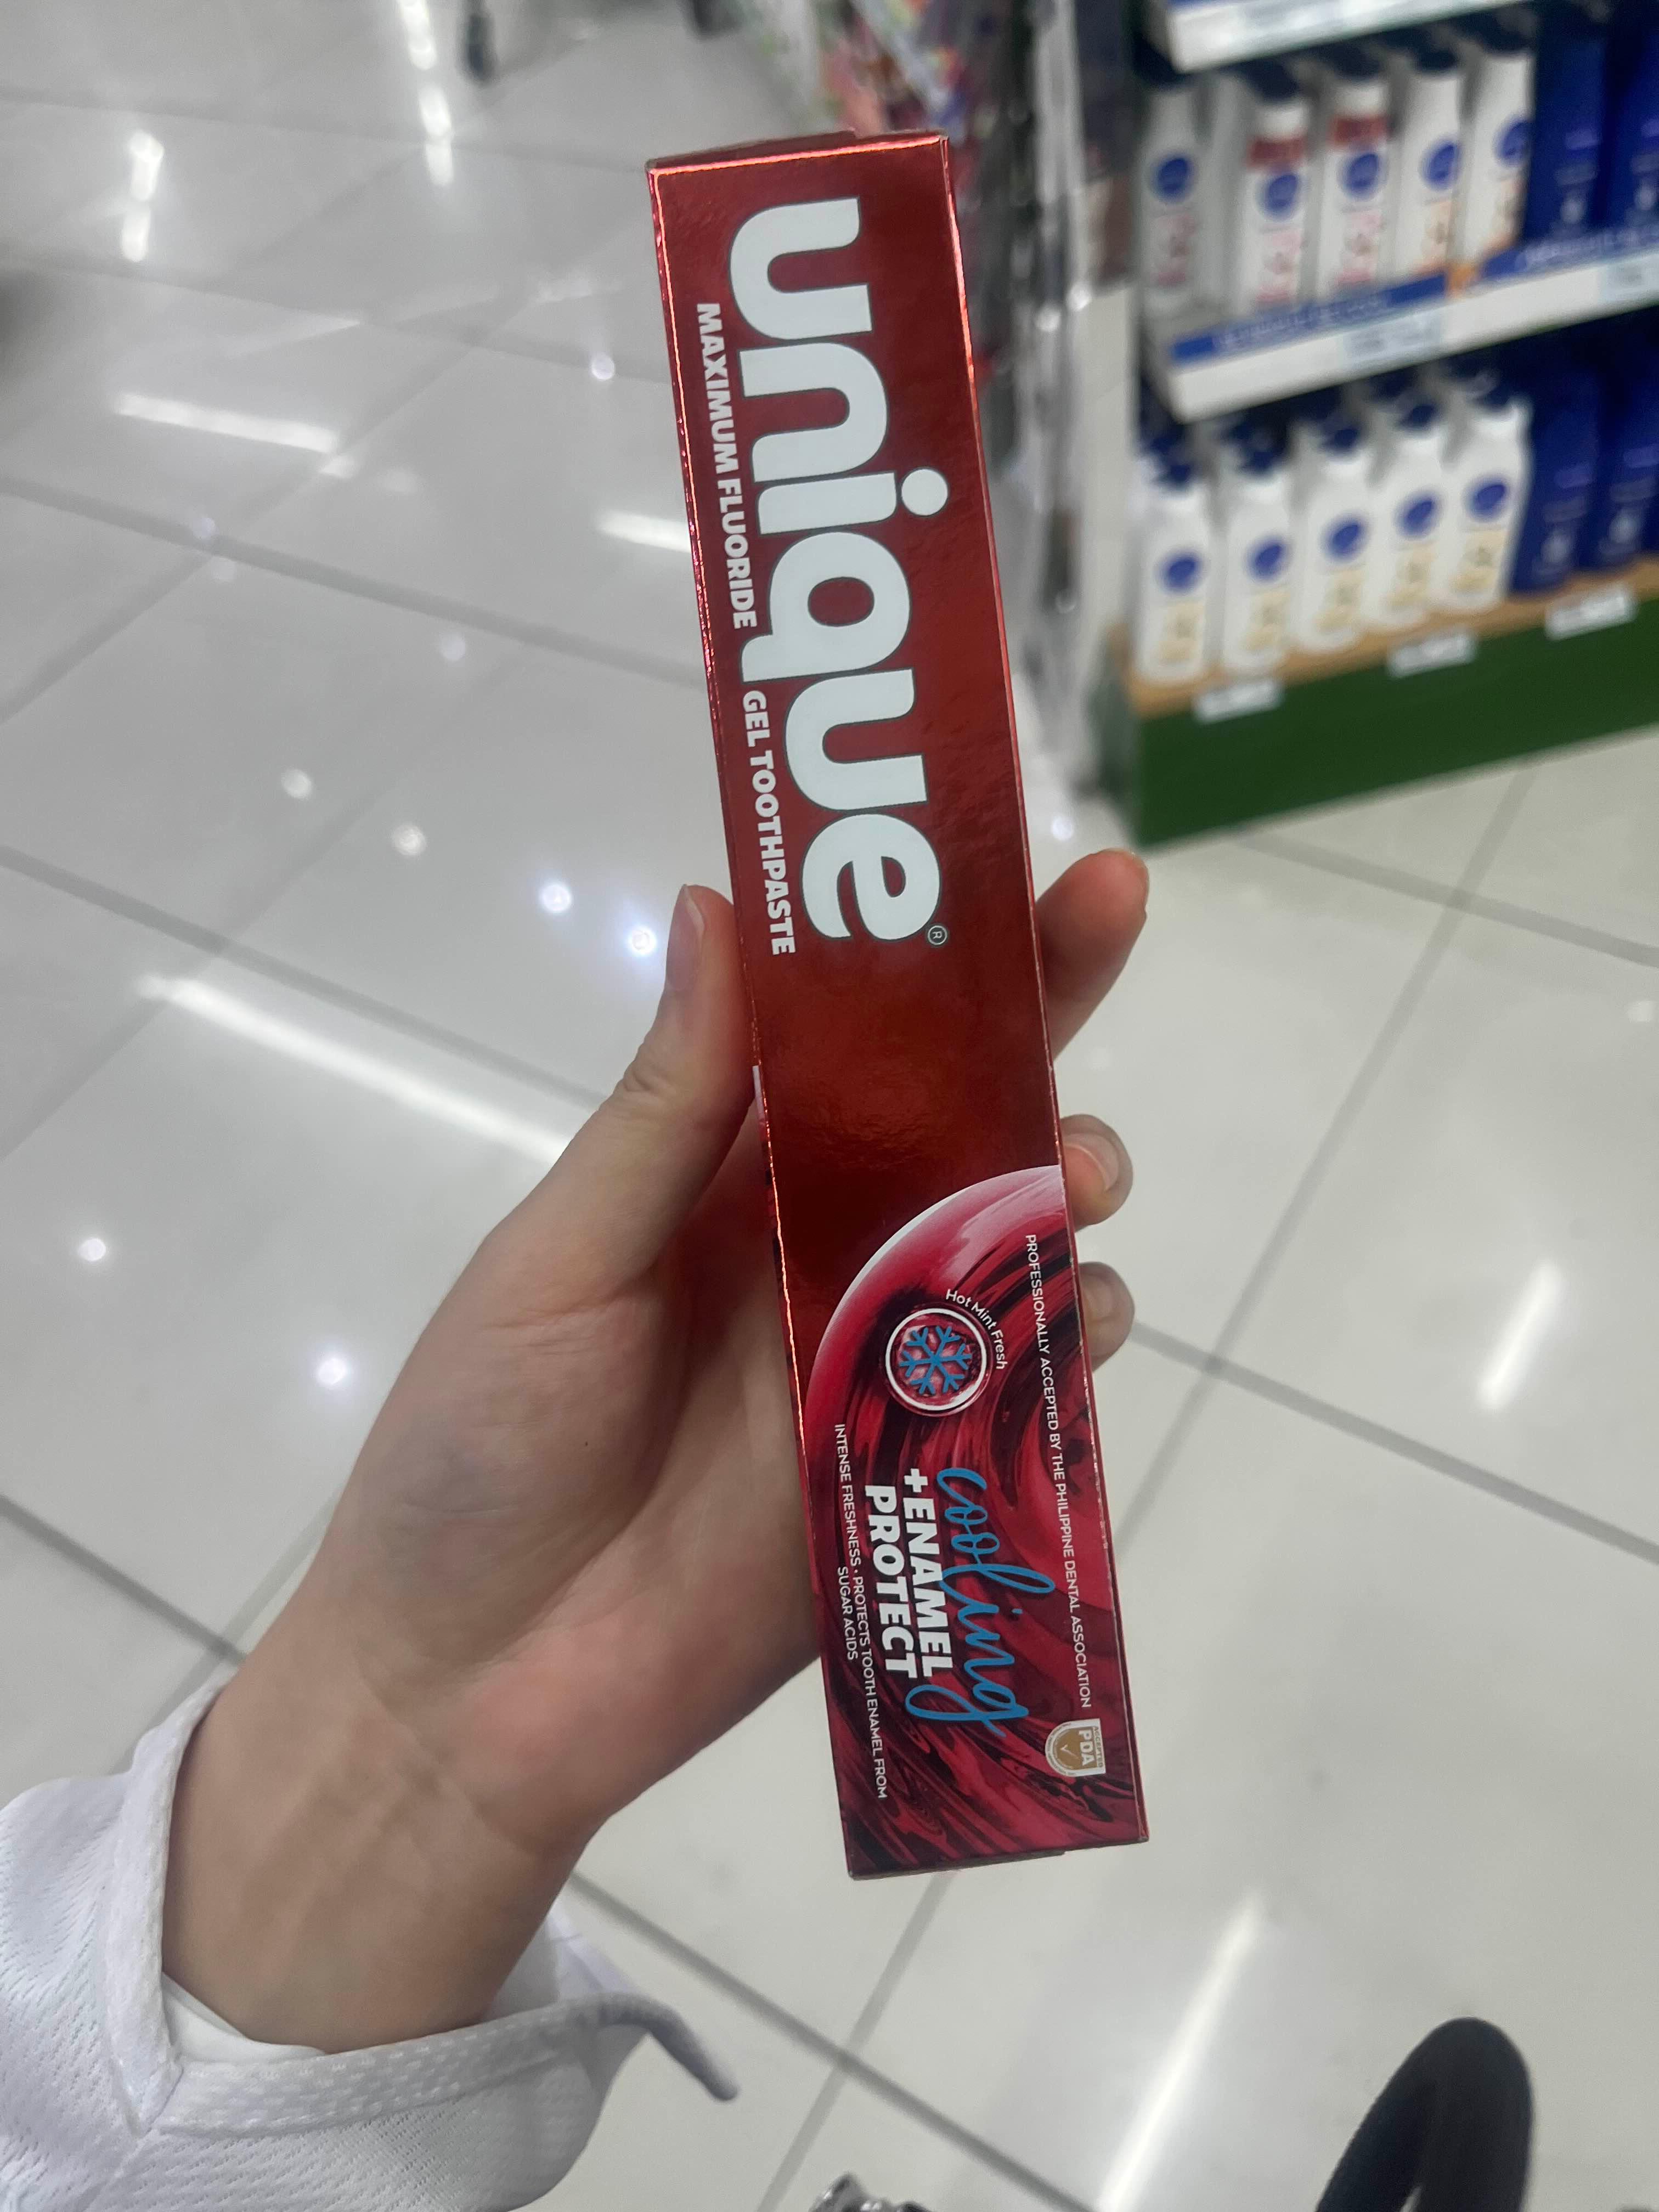 unique®
MAXIMUM FLUORIDE GEL TOOTHPASTE
PROFESSIONALLY ACCEPTED BY THE PHILIPPINE DENTAL ASSOCIATION
ACCEPTED
PDA
Hot Mint Fresh
cooling
+ENAMEL
PROTECT
INTENSE FRESHNESS • PROTECTS TOOTH ENAMEL FROM
SUGAR ACIDS